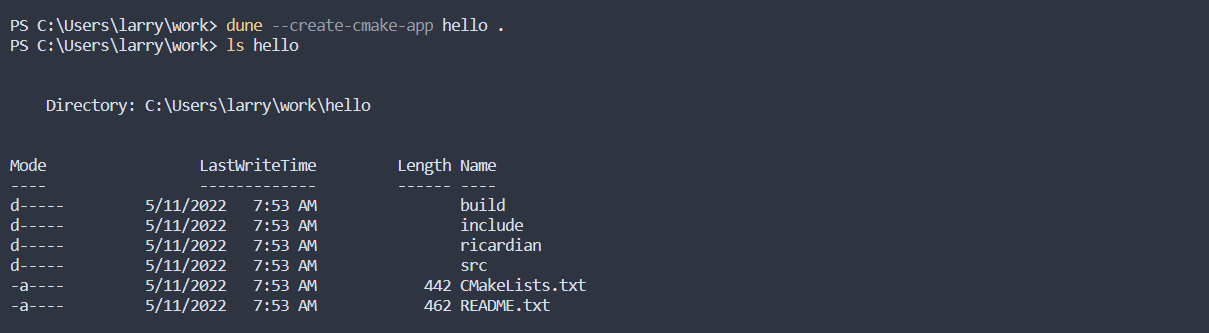 PS C:\Users\larry\work> dune --create-cmake-app hello .
PS C:\Users\larry\work> ls hello
    Directory: C:\Users\larry\work\hello
Mode                 LastWriteTime         Length Name
----                 -------------         ------ ----
d-----         5/11/2022   7:53 AM                build
d-----         5/11/2022   7:53 AM                include
d-----         5/11/2022   7:53 AM                ricardian
d-----         5/11/2022   7:53 AM                src
-a----         5/11/2022   7:53 AM            442 CMakeLists.txt
-a----         5/11/2022   7:53 AM            462 README.txt